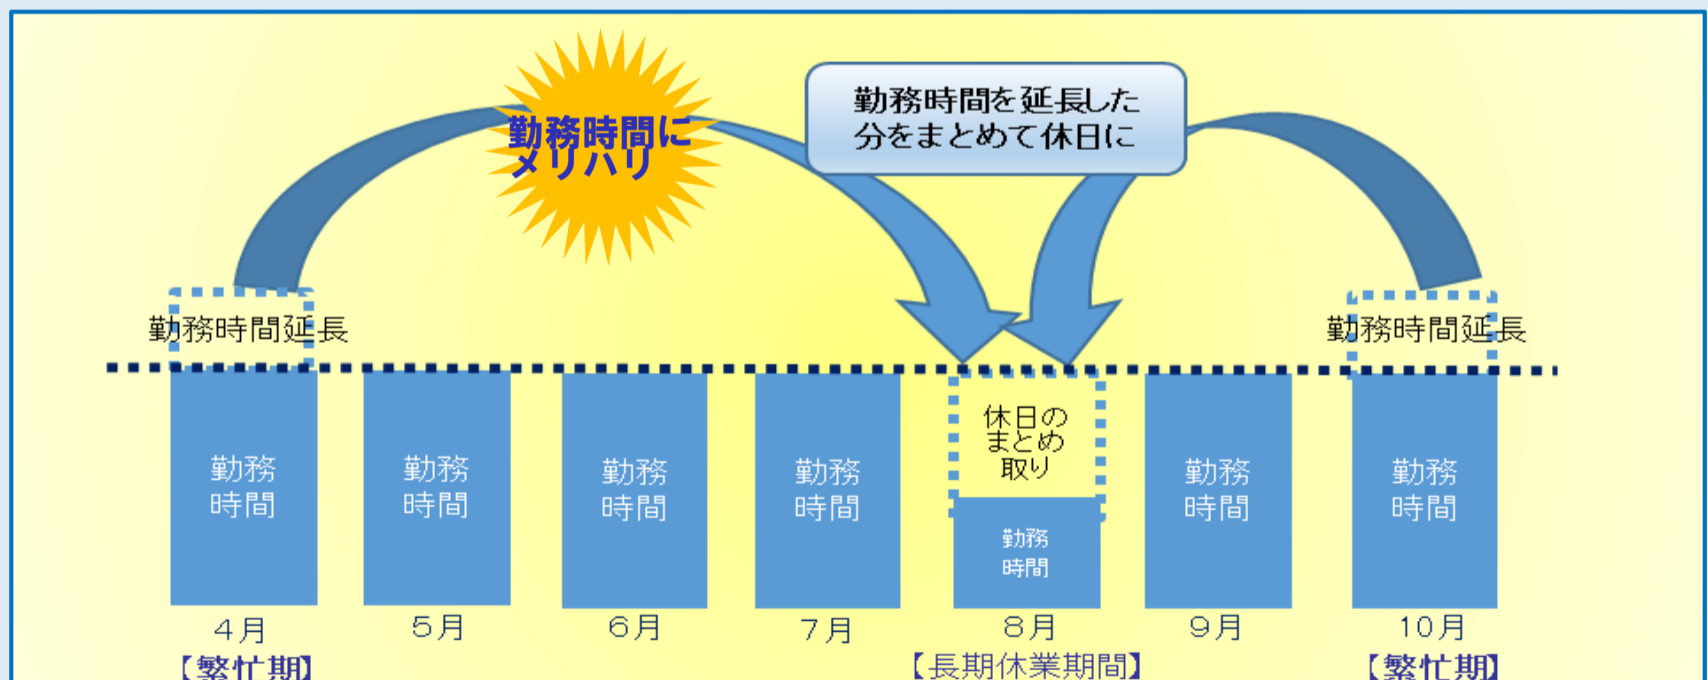 勤務時間に
メリハリ
勤務時間を延長した
分をまとめて休日に
勤務時間延長
勤務時間延長
勤務
時間
勤務
時間
勤務
時間
勤務
時間
休日の
まとめ
取り
勤務
時間
勤務
時間
勤務
時間
4月
5月
6月
7月
8月
9月
10月
【繁忙期】
【長期休業期間】
【繁忙期】